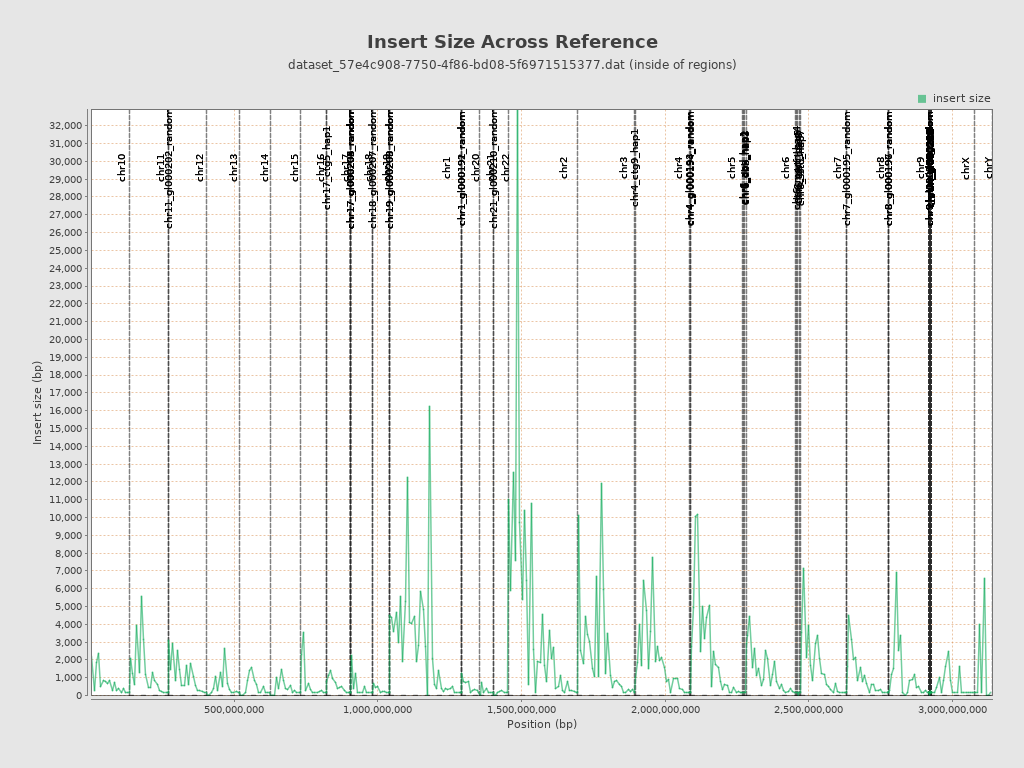 Insert Size Across Reference
dataset_57e4c908-7750-4f86-bd08-5f6971515377.dat (inside of regions)
insert size
32,000
31,000
30,000
29,000
28,000
27,000
26,000
25,000
24,000
23,000
22,000
21,000
20,000
19,000
18,000
17,000
16,000
15,000
14,000
13,000
12,000
11,000
10,000
9,000
8,000
7,000
6,000
5,000
4,000
3,000
2,000
1,000
0
Insert size (bp)
chr10
chr11
chr11_gl000202_random
chr12
chr13
chr14
chr15
chr16
chr17_ctg5_hap1
chr1
chr1_gl000192_random
chr20
chr21_gl000210_random
chr22
chr2
chr3
chr4_ctg9_hap1
chr4
chr5
chr6
chr7
chr7_gl000195_random
chr8
chr9
chrX
chrY
500,000,000
1,000,000,000
1,500,000,000
2,000,000,000
2,500,000,000
3,000,000,000
Position (bp)